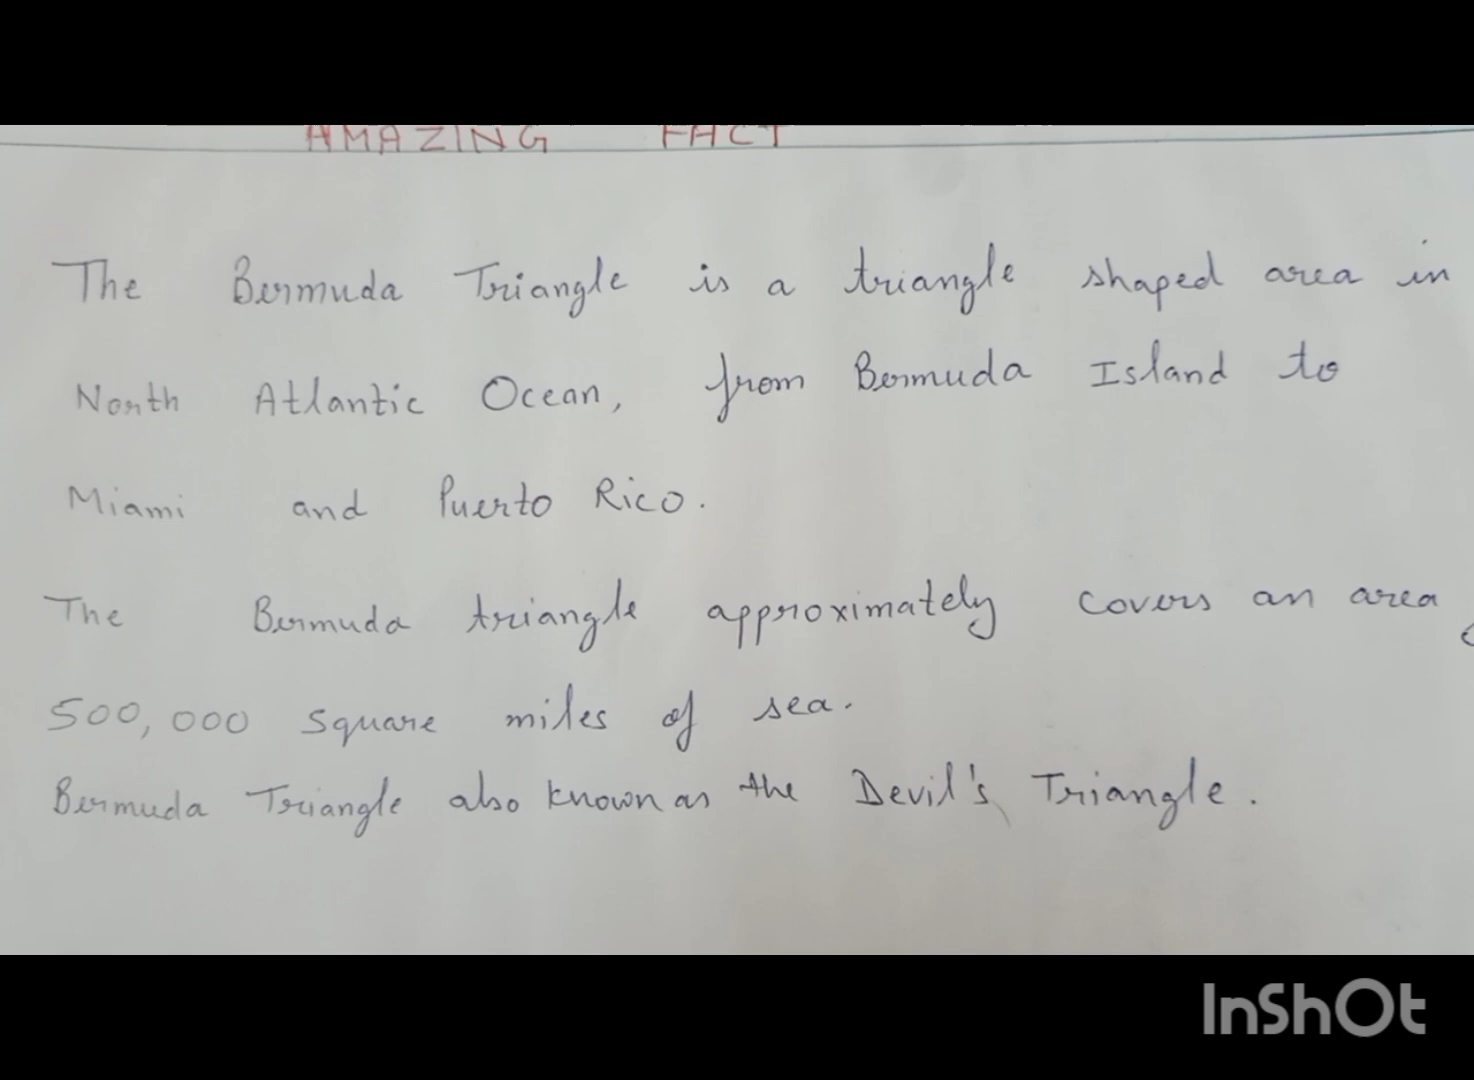 AMAZING FACT
The Bermuda Triangle is a triangle shaped area in
North Atlantic Ocean, from Bermuda Island to
Miami and Puerto Rico.
The Bermuda triangle approximately covers an area
500,000 square miles of sea.
Bermuda Triangle also known as the Devil's Triangle.
InShOt